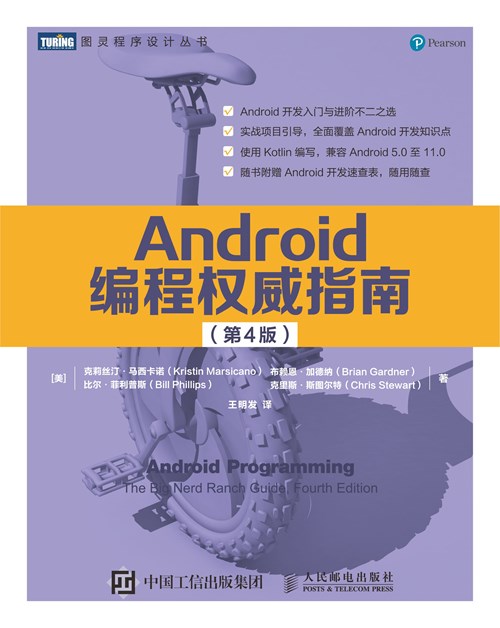 TURING 图灵程序设计丛书
Pearson
Android 开发入门与进阶不二之选
实战项目引导，全面覆盖 Android 开发知识点
使用 Kotlin 编写，兼容 Android 5.0 至 11.0
随书附赠 Android 开发速查表，随用随查
Android
编程权威指南
（第4版）
[美] 克莉丝汀·马西卡诺（Kristin Marsicano） 布赖恩·加德纳（Brian Gardner） 著
比尔·菲利普斯（Bill Phillips） 克里斯·斯图尔特（Chris Stewart）
王明发 译
Android Programming
The Big Nerd Ranch Guide, Fourth Edition
中国工信出版集团
人民邮电出版社
POSTS & TELECOM PRESS